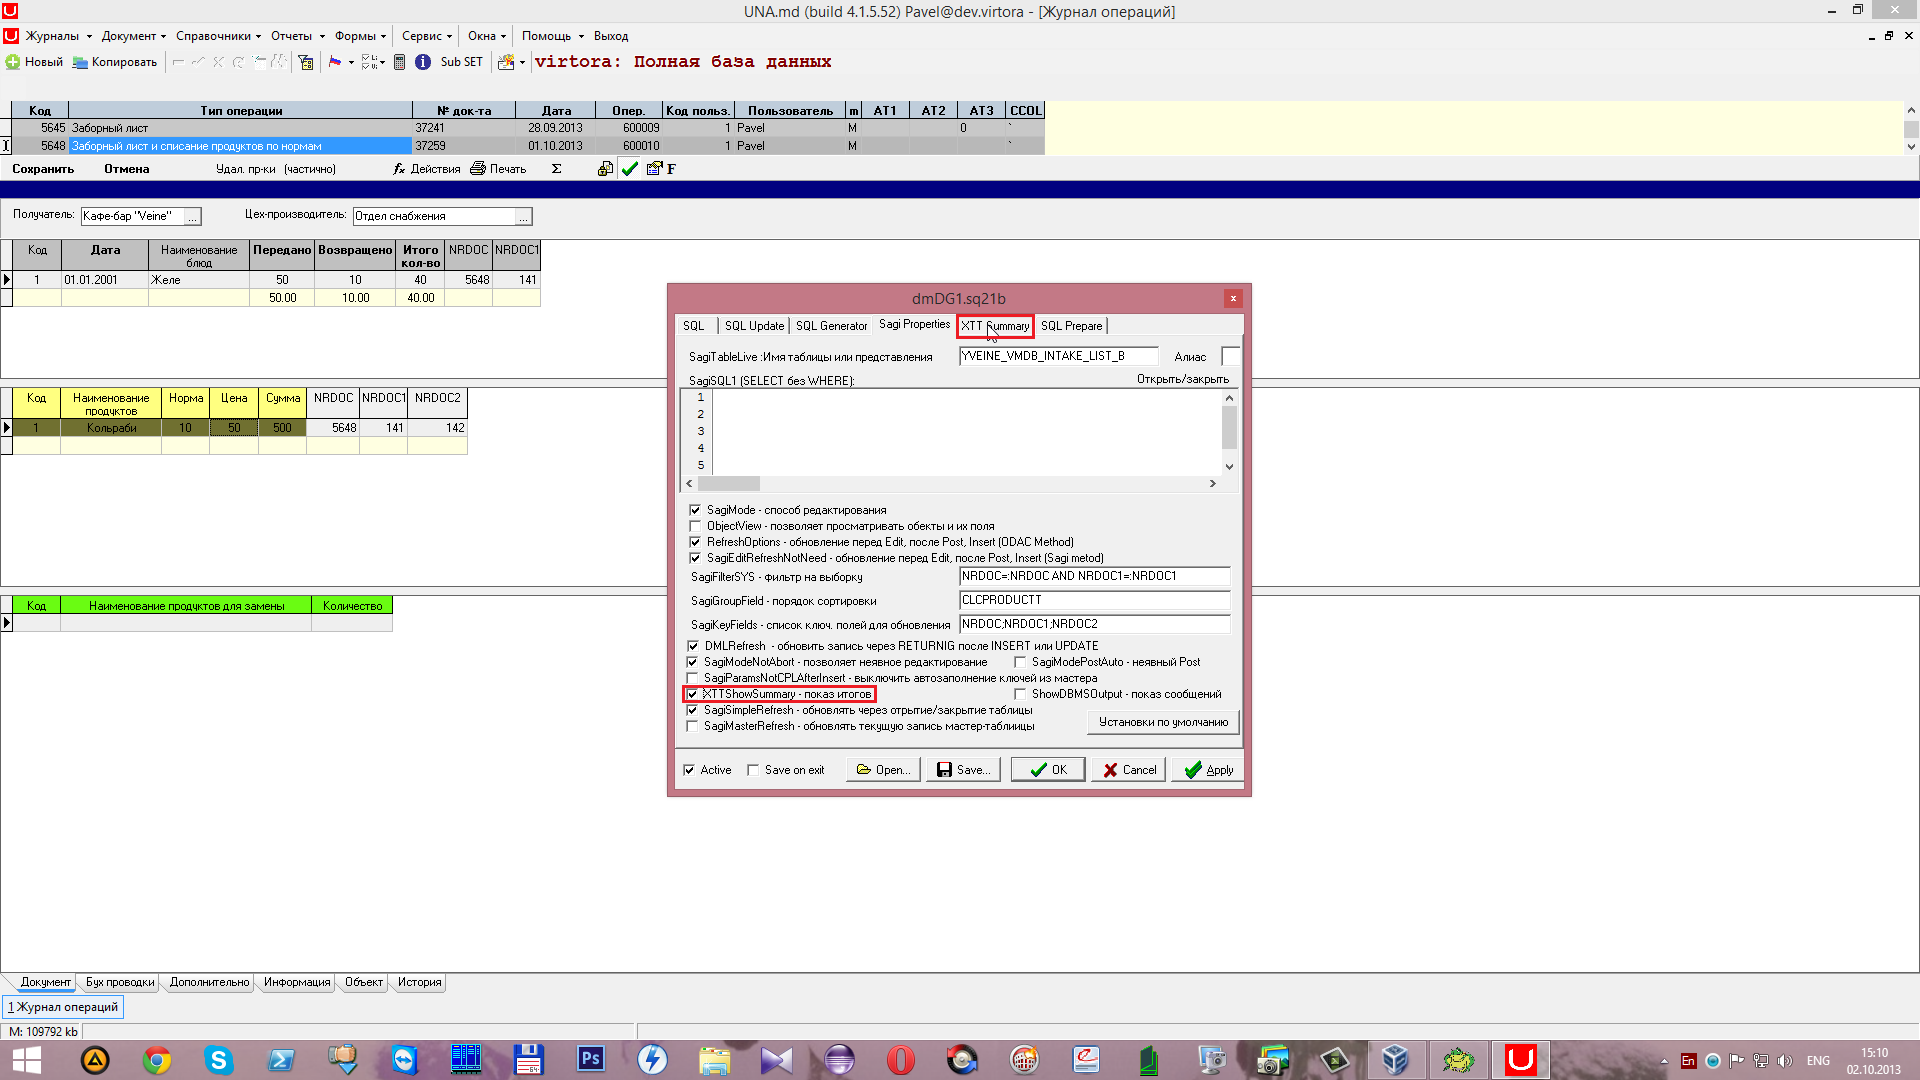 UNA.md (build 4.1.5.52) Pavel@dev.virtora - [Журнал операций]
Журналы Документ Справочники Отчеты Формы Сервис Окна Помощь Выход
Новый Копировать Sub SET virtora: Полная база данных
Код Тип операции № док-та Дата Опер. Код польз. Пользователь m AT1 AT2 AT3 CCOL
5645 Заборный лист 37241 28.09.2013 600009 1 Pavel M 0 `
5648 Заборный лист и списание продуктов по нормам 37259 01.10.2013 600010 1 Pavel M `
Сохранить Отмена Удал. пр-ки (частично) fx Действия Печать Σ F
Получатель: Кафе-бар "Veine" ... Цех-производитель: Отдел снабжения ...
Код Дата Наименование блюд Передано Возвращено Итого кол-во NRDOC NRDOC1
1 01.01.2001 Желе 50 10 40 5648 141
50.00 10.00 40.00
Код Наименование продуктов Норма Цена Сумма NRDOC NRDOC1 NRDOC2
1 Кольраби 10 50 500 5648 141 142
Код Наименование продуктов для замены Количество
dmDG1.sq21b
SQL SQL Update SQL Generator Sagi Properties XTT Summary SQL Prepare
SagiTableLive :Имя таблицы или представления YVEINE_VMDB_INTAKE_LIST_B Алиас
SagiSQL1 (SELECT без WHERE): Открыть/закрыть
1
2
3
4
5
SagiMode - способ редактирования
ObjectView - позволяет просматривать обекты и их поля
RefreshOptions - обновление перед Edit, после Post, Insert (ODAC Method)
SagiEditRefreshNotNeed - обновление перед Edit, после Post, Insert (Sagi metod)
SagiFilterSYS - фильтр на выборку NRDOC=:NRDOC AND NRDOC1=:NRDOC1
SagiGroupField - порядок сортировки CLCPRODUCTT
SagiKeyFields - список ключ. полей для обновления NRDOC;NRDOC1;NRDOC2
DMLRefresh - обновить запись через RETURNIG после INSERT или UPDATE
SagiModeNotAbort - позволяет неявное редактирование SagiModePostAuto - неявный Post
SagiParamsNotCPLAfterInsert - выключить автозаполнение ключей из мастера
XTTShowSummary - показ итогов ShowDBMSOutput - показ сообщений
SagiSimpleRefresh - обновлять через отрытие/закрытие таблицы
SagiMasterRefresh - обновлять текущую запись мастер-таблиицы Установки по умолчанию
Active Save on exit Open... Save... OK Cancel Apply
Документ Бух проводки Дополнительно Информация Объект История
1 Журнал операций
M: 109792 kb
En ENG 15:10
02.10.2013